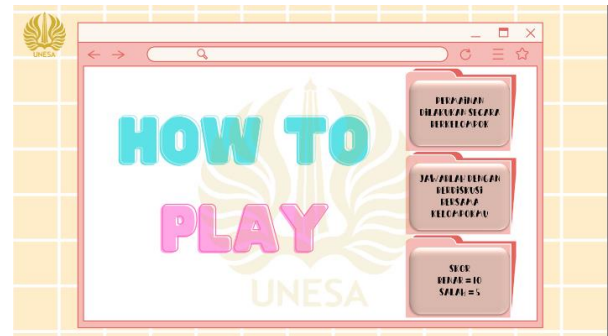 UNESA
HOW TO
PLAY
UNESA
PERMAINAN
DILAKUKAN SECARA
BERKELOMPOK
JAWABLAH DENGAN
BERDISKUSI
BERSAMA
KELOMPOKMU
SKOR
BENAR = 10
SALAH = 5